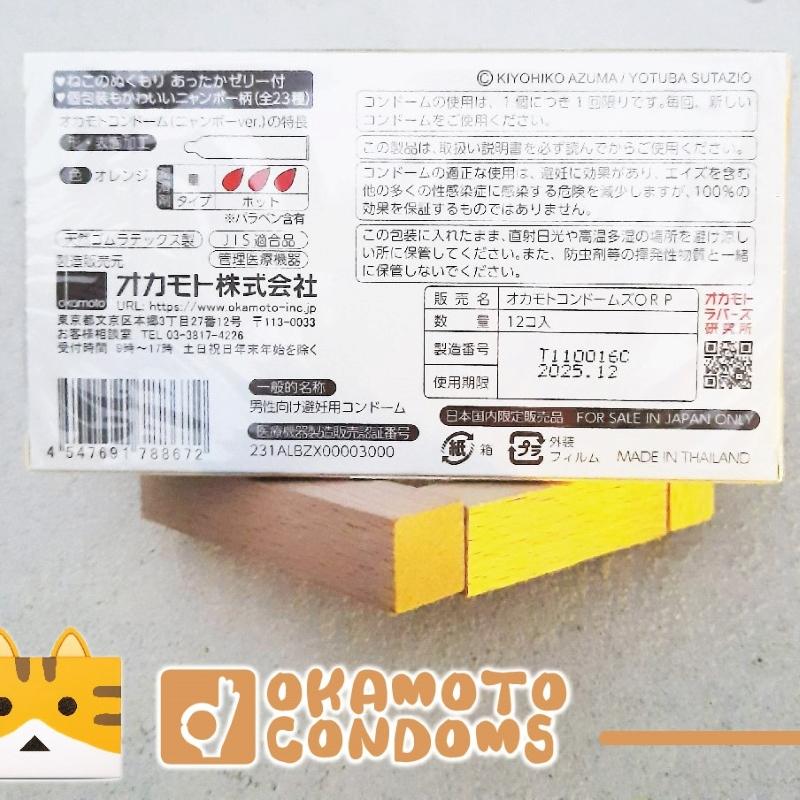 ♥ねこのぬくもり あったかゼリー付
♥個包装もかわいいニャンボー柄(全23種)
オカモトコンドーム(ニャンボーver.)の特長
形・表面加工
色 オレンジ
潤滑剤
量
タイプ ホット
※パラベン含有
天然ゴムラテックス製 JIS適合品
製造販売元 管理医療機器
okamoto オカモト株式会社
URL: https://www.okamoto-inc.jp
東京都文京区本郷3丁目27番12号 〒113-0033
お客様相談室 TEL 03-3817-4226
受付時間 9時〜17時 土日祝日年末年始を除く
4 547691 788672
一般的名称
男性向け避妊用コンドーム
医療機器製造販売認証番号
231ALBZX00003000
© KIYOHIKO AZUMA / YOTUBA SUTAZIO
コンドームの使用は、1個につき1回限りです。毎回、新しい
コンドームをご使用ください。
この製品は、取扱い説明書を必ず読んでからご使用ください。
コンドームの適正な使用は、避妊に効果があり、エイズを含む
他の多くの性感染症に感染する危険を減少しますが、100%の
効果を保証するものではありません。
この包装に入れたまま、直射日光や高温多湿の場所を避け涼し
い所に保管してください。また、防虫剤等の揮発性物質と一緒
に保管しないでください。
販売名 オカモトコンドームズORP
数 量 12コ入
製造番号 T110016C
使用期限 2025.12
オカモト
ラバーズ
研究所
日本国内限定販売品 FOR SALE IN JAPAN ONLY
紙 箱 プラ 外装
フィルム MADE IN THAILAND
OKAMOTO
CONDOMS